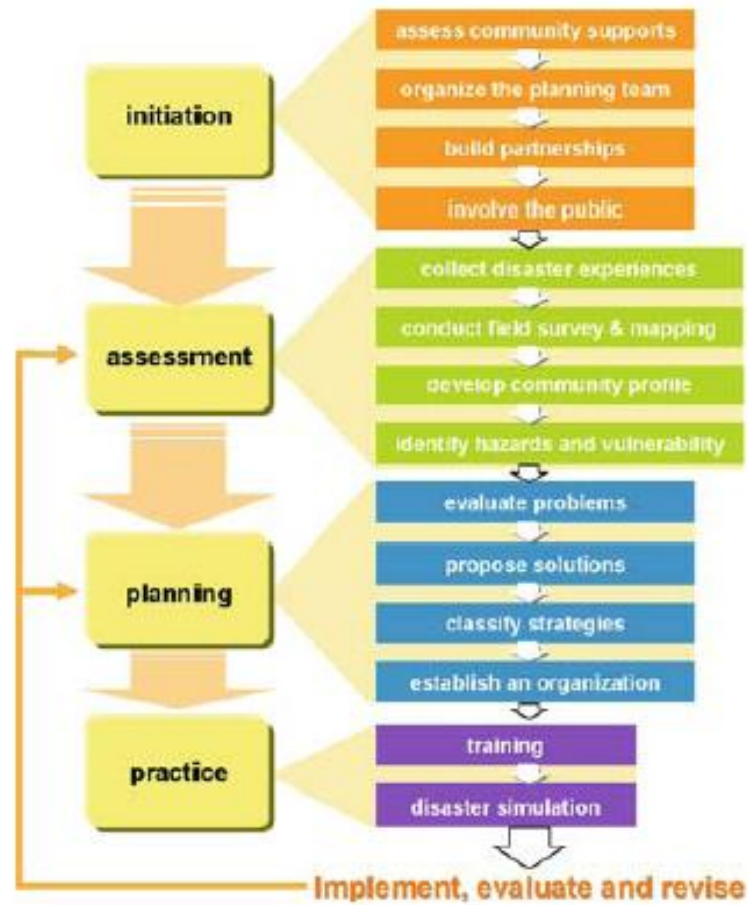 initiation
assess community supports
organize the planning team
build partnerships
involve the public
assessment
collect disaster experiences
conduct field survey & mapping
develop community profile
identify hazards and vulnerability
planning
evaluate problems
propose solutions
classify strategies
establish an organization
practice
training
disaster simulation
Implement, evaluate and revise